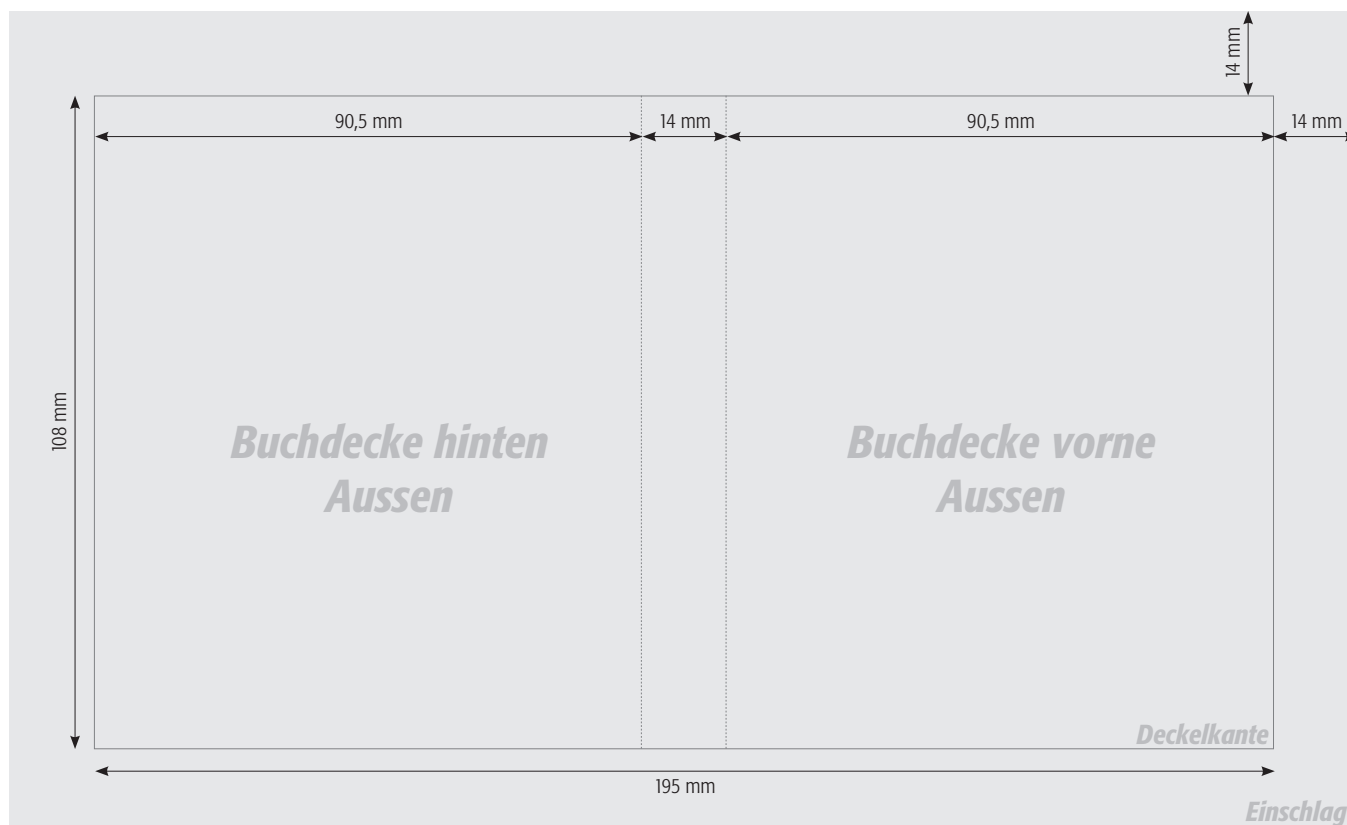 14 mm
90,5 mm
14 mm
90,5 mm
14 mm
108 mm
Buchdecke hinten
Aussen
Buchdecke vorne
Aussen
Deckelkante
195 mm
Einschlag